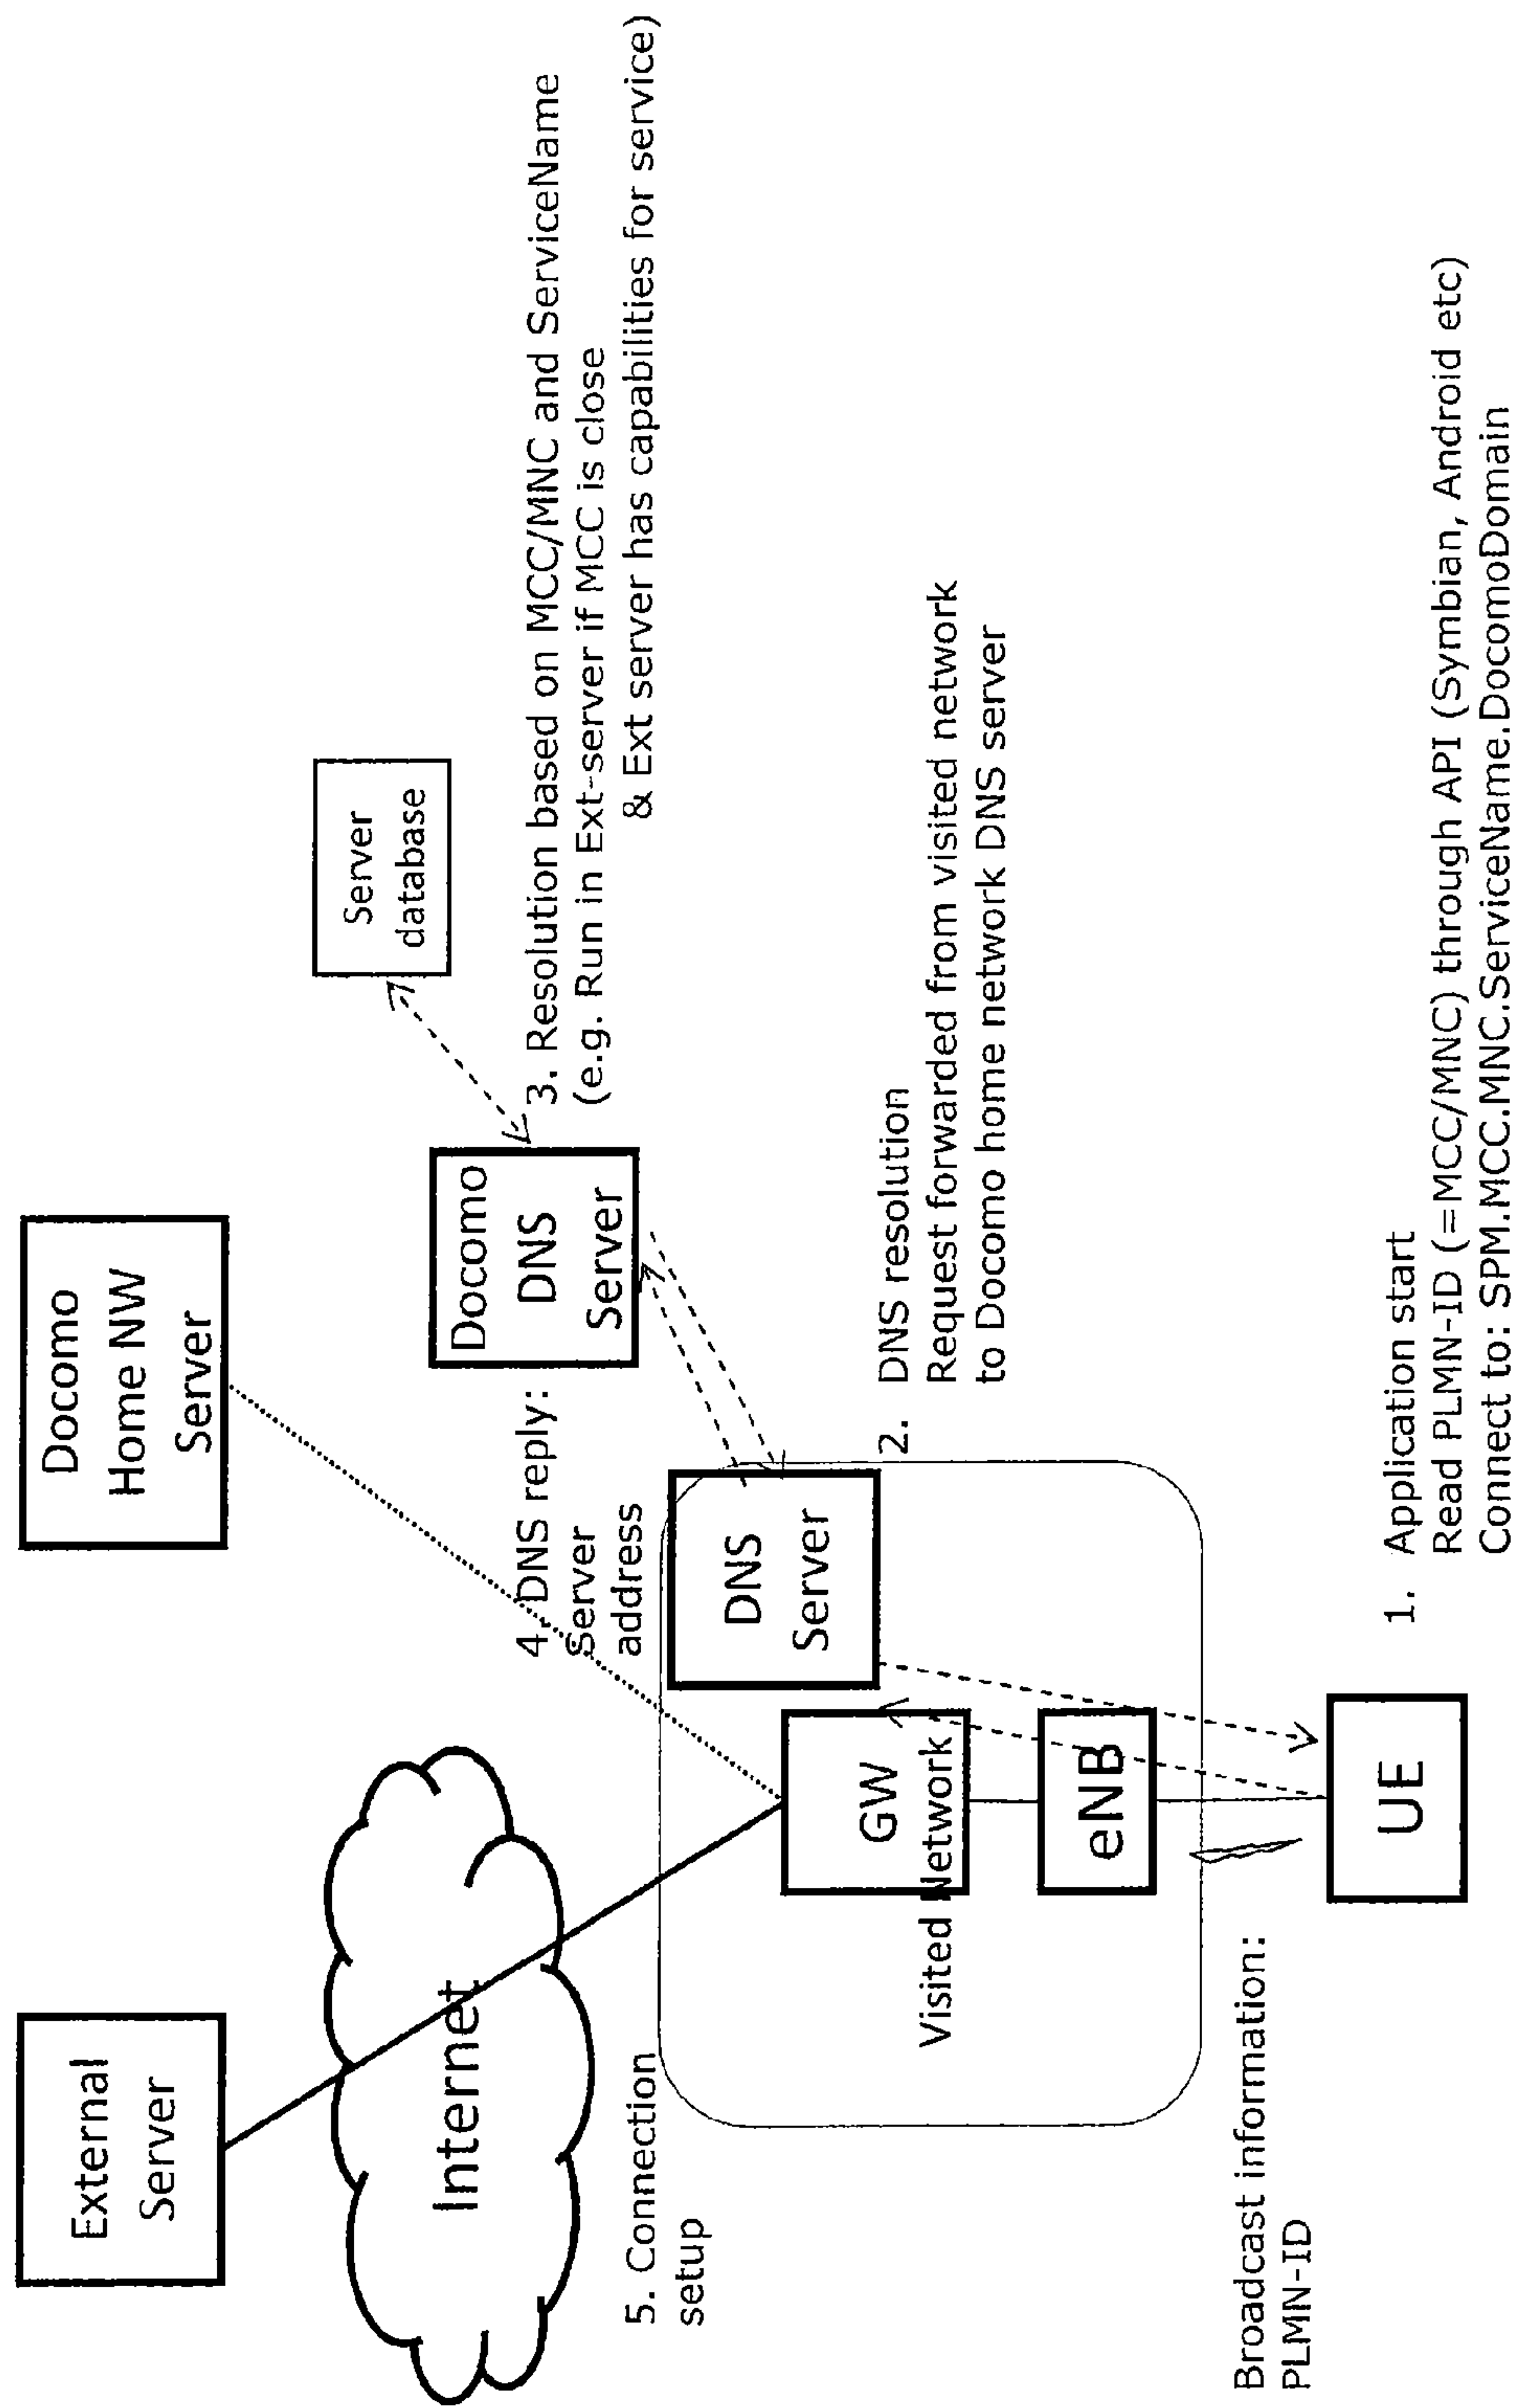 External
Server
Docomo
Home NW
Server
Internet
Server
database
Docomo
DNS
Server
3. Resolution based on MCC/MNC and ServiceName
(e.g. Run in Ext-server if MCC is close
& Ext server has capabilities for service)
4. DNS reply:
Server
address
5. Connection
setup
DNS
Server
2. DNS resolution
Request forwarded from visited network
to Docomo home network DNS server
GW
Visited Network
eNB
Broadcast information:
PLMN-ID
UE
1. Application start
Read PLMN-ID (=MCC/MNC) through API (Symbian, Android etc)
Connect to: SPM.MCC.MNC.ServiceName.DocomoDomain